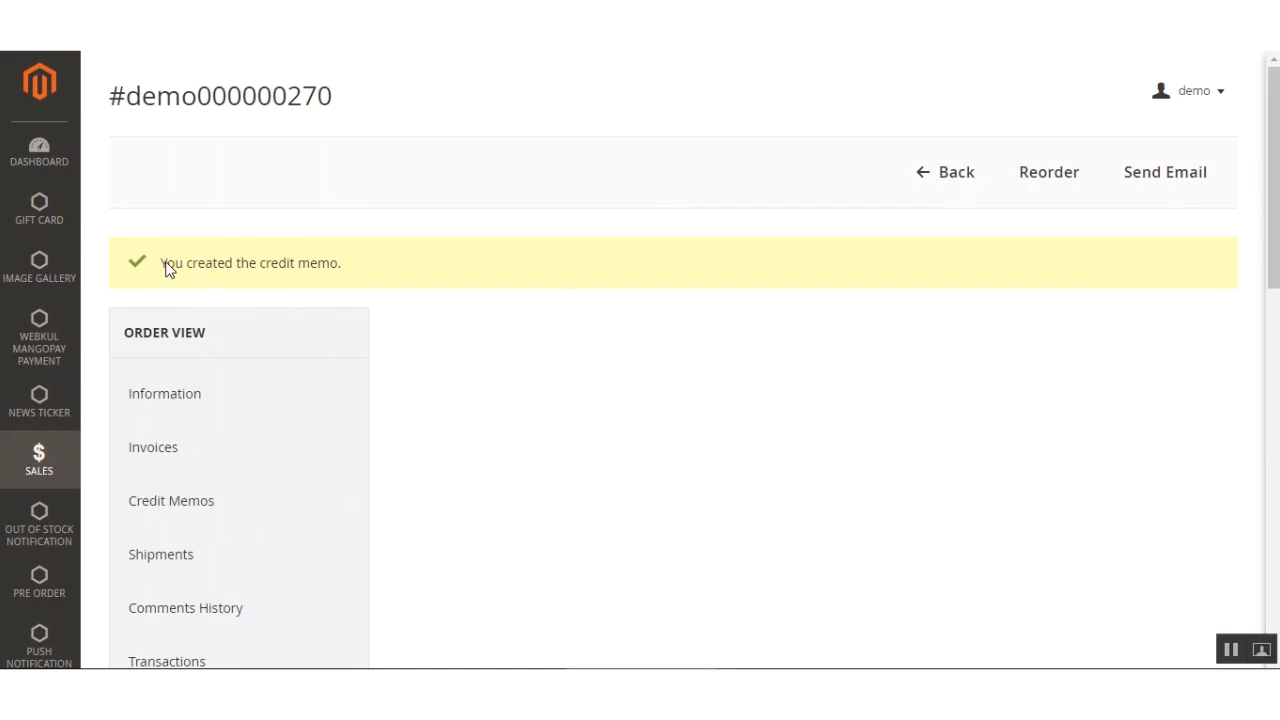 #demo000000270
demo
Back
Reorder
Send Email
You created the credit memo.
DASHBOARD
GIFT CARD
IMAGE GALLERY
WEBKUL
MANGOPAY
PAYMENT
NEWS TICKER
$
SALES
OUT OF STOCK
NOTIFICATION
PRE ORDER
PUSH
NOTIFICATION
ORDER VIEW
Information
Invoices
Credit Memos
Shipments
Comments History
Transactions